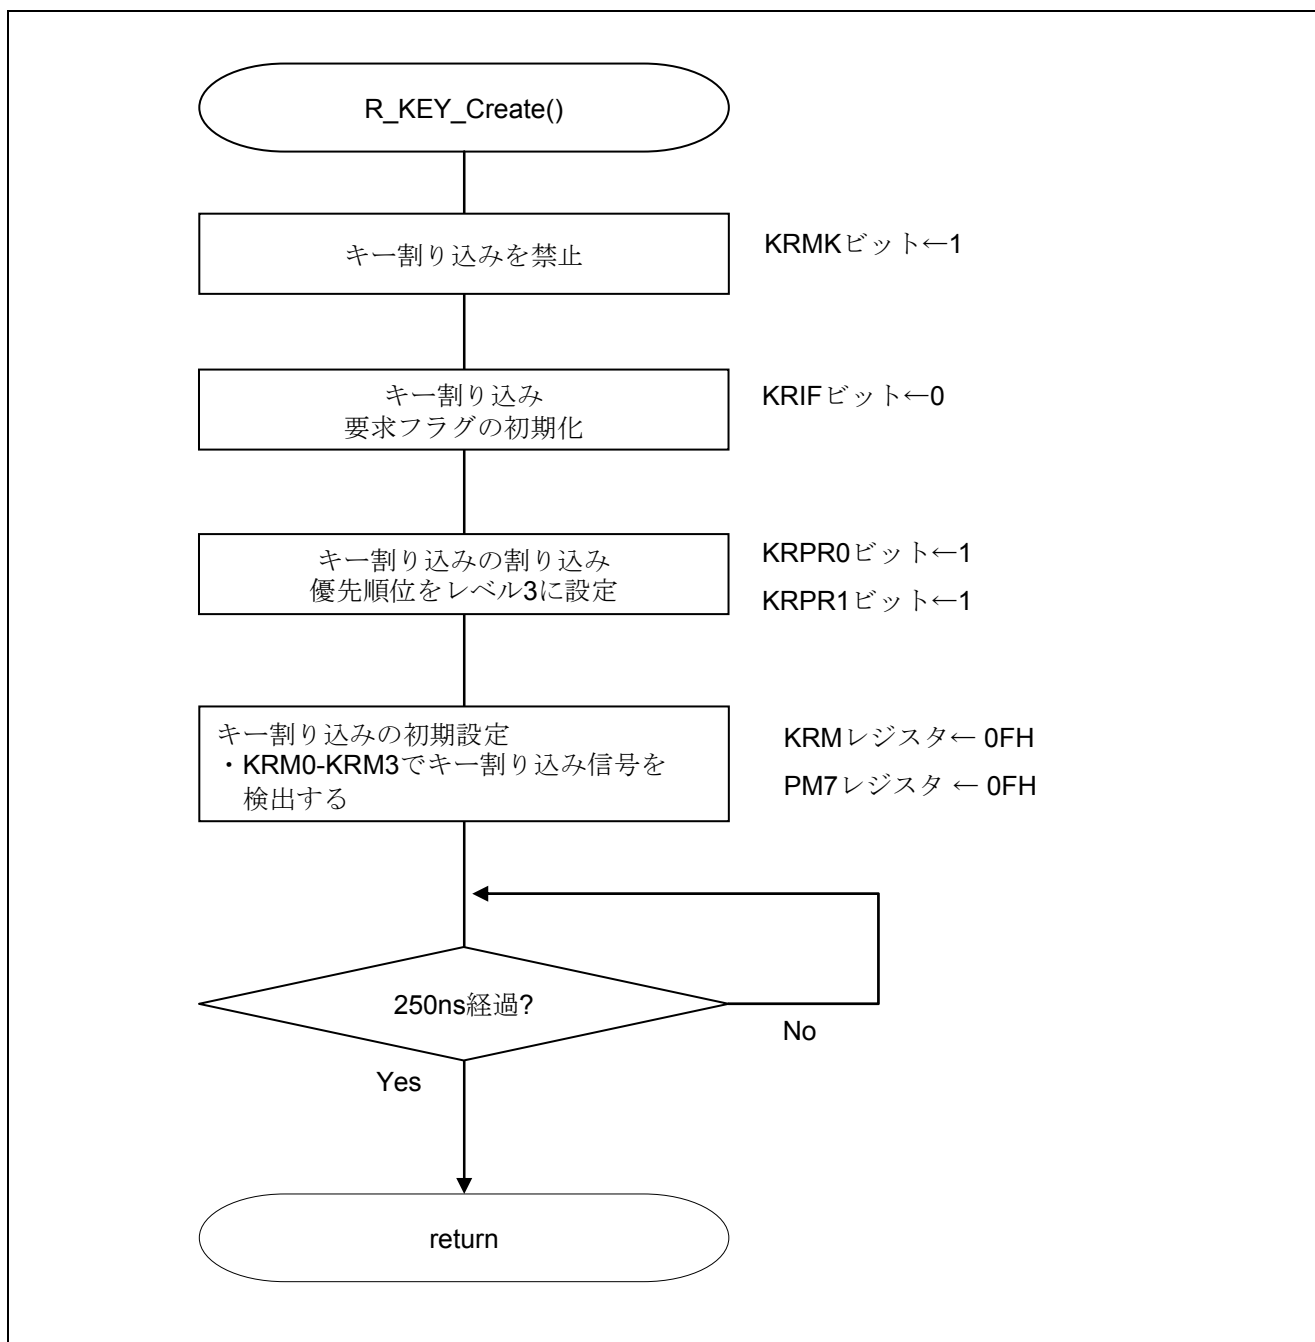 R_KEY_Create()
キー割り込みを禁止
KRMKビット←1
キー割り込み
要求フラグの初期化
KRIFビット←0
キー割り込みの割り込み
優先順位をレベル3に設定
KRPR0ビット←1
KRPR1ビット←1
キー割り込みの初期設定
・KRM0-KRM3でキー割り込み信号を
検出する
KRMレジスタ← 0FH
PM7レジスタ ← 0FH
250ns経過?
No
Yes
return